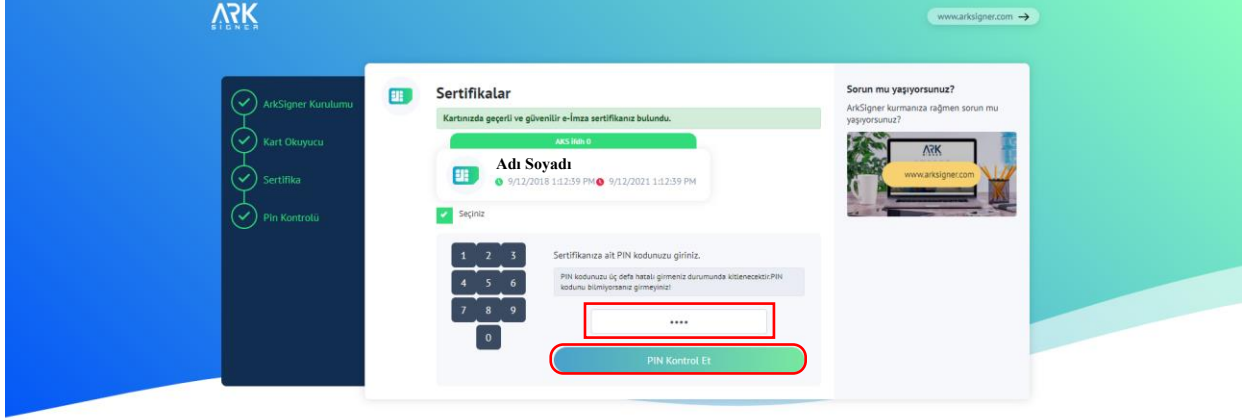 ARK
SIGNER
www.arksigner.com
ArkSigner Kurulumu
Kart Okuyucu
Sertifika
Pin Kontrolü
Sertifikalar
Kartınızda geçerli ve güvenilir e-İmza sertifikanız bulundu.
Adı Soyadı
9/12/2018 1:12:39 PM 9/12/2021 1:12:39 PM
Seçiniz
1 2 3
4 5 6
7 8 9
0
Sertifikanıza ait PIN kodunuzu giriniz.
PIN kodunuzu üç defa hatalı girmeniz durumunda kitlenecektir.PIN
kodunu bilmiyorsanız girmeyiniz!
••••
PIN Kontrol Et
Sorun mu yaşıyorsunuz?
ArkSigner kurmanıza rağmen sorun mu
yaşıyorsunuz?
ARK
www.arksigner.com